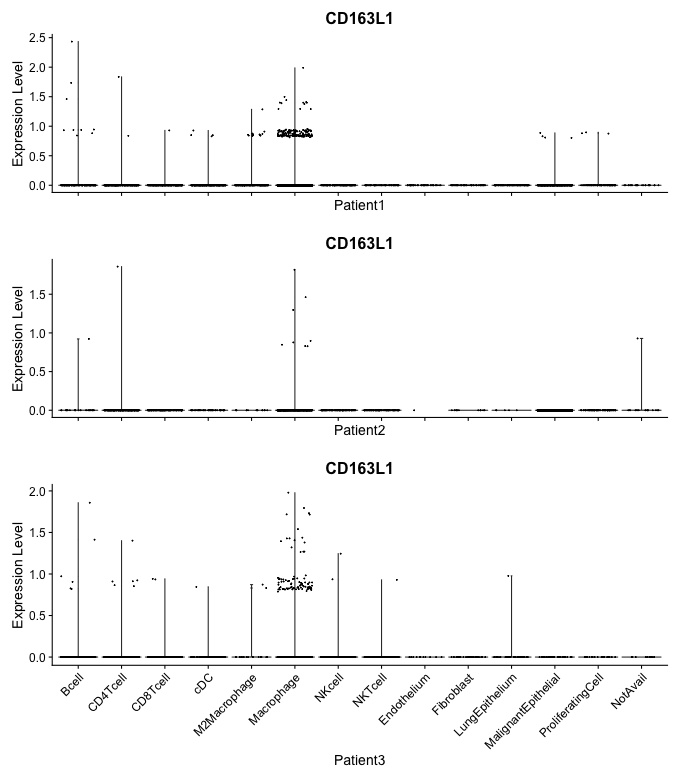 CD163L1
Expression Level
2.5
2.0
1.5
1.0
0.5
0.0
Patient1
CD163L1
Expression Level
1.5
1.0
0.5
0.0
Patient2
CD163L1
Expression Level
2.0
1.5
1.0
0.5
0.0
Bcell
CD4Tcell
CD8Tcell
cDC
M2Macrophage
Macrophage
NKcell
NKTcell
Endothelium
Fibroblast
LungEpithelium
MalignantEpithelial
ProliferatingCell
NotAvail
Patient3